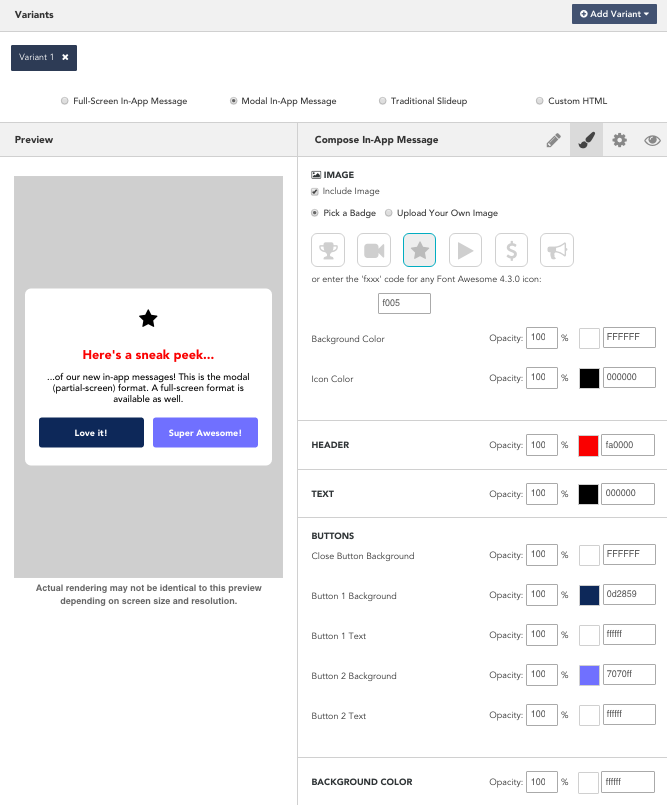 Variants
Add Variant
Variant 1
Full-Screen In-App Message
Modal In-App Message
Traditional Slideup
Custom HTML
Preview
Here's a sneak peek...
...of our new in-app messages! This is the modal
(partial-screen) format. A full-screen format is
available as well.
Love it!
Super Awesome!
Actual rendering may not be identical to this preview
depending on screen size and resolution.
Compose In-App Message
IMAGE
Include Image
Pick a Badge
Upload Your Own Image
or enter the 'fxxx' code for any Font Awesome 4.3.0 icon:
f005
Background Color Opacity: 100 % FFFFFF
Icon Color Opacity: 100 % 000000
HEADER Opacity: 100 % fa0000
TEXT Opacity: 100 % 000000
BUTTONS
Close Button Background Opacity: 100 % FFFFFF
Button 1 Background Opacity: 100 % 0d2859
Button 1 Text Opacity: 100 % ffffff
Button 2 Background Opacity: 100 % 7070ff
Button 2 Text Opacity: 100 % ffffff
BACKGROUND COLOR Opacity: 100 % ffffff